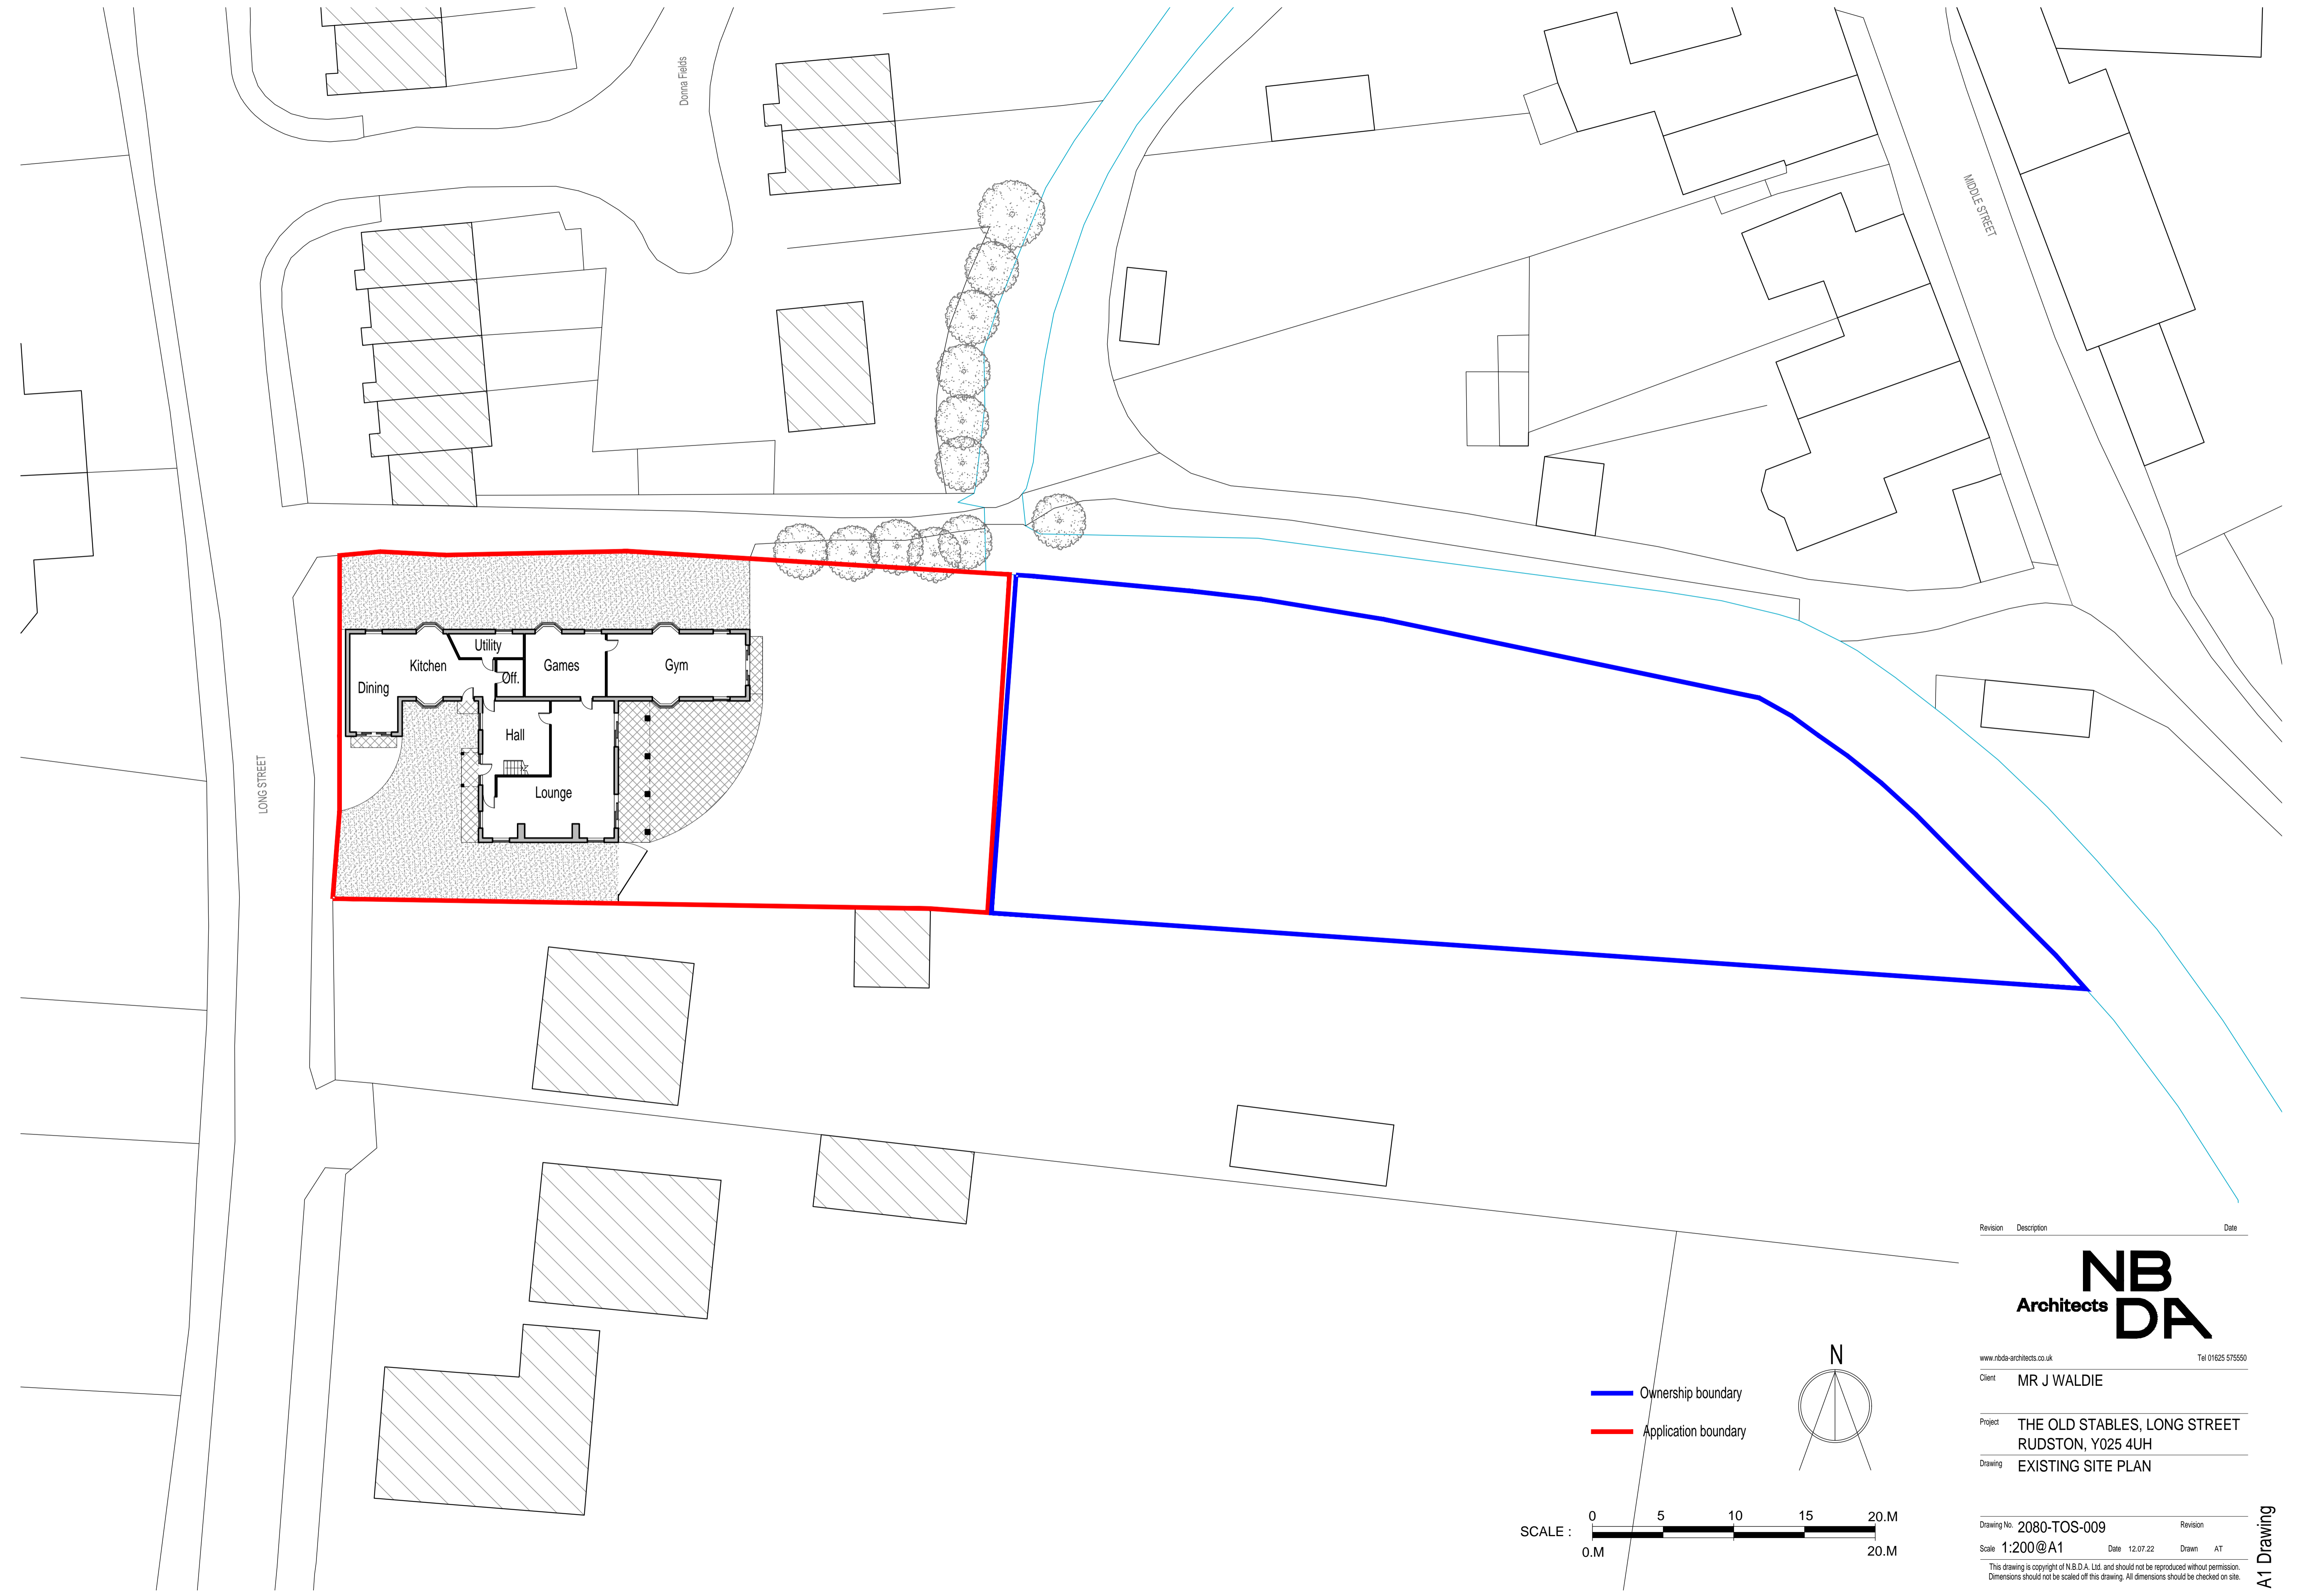 Donna Fields
MIDDLE STREET
Utility
Kitchen
Games
Gym
Off.
Dining
Hall
Lounge
LONG STREET
Revision Description Date
NB
Architects DA
www.nbda-architects.co.uk Tel 01625 575550
Client MR J WALDIE
Project THE OLD STABLES, LONG STREET
RUDSTON, Y025 4UH
Drawing EXISTING SITE PLAN
N
Ownership boundary
Application boundary
SCALE :
0 5 10 15 20.M
0.M 20.M
Drawing No. 2080-TOS-009 Revision
Scale 1:200@A1 Date 12.07.22 Drawn AT
This drawing is copyright of N.B.D.A. Ltd. and should not be reproduced without permission.
Dimensions should not be scaled off this drawing. All dimensions should be checked on site.
A1 Drawing